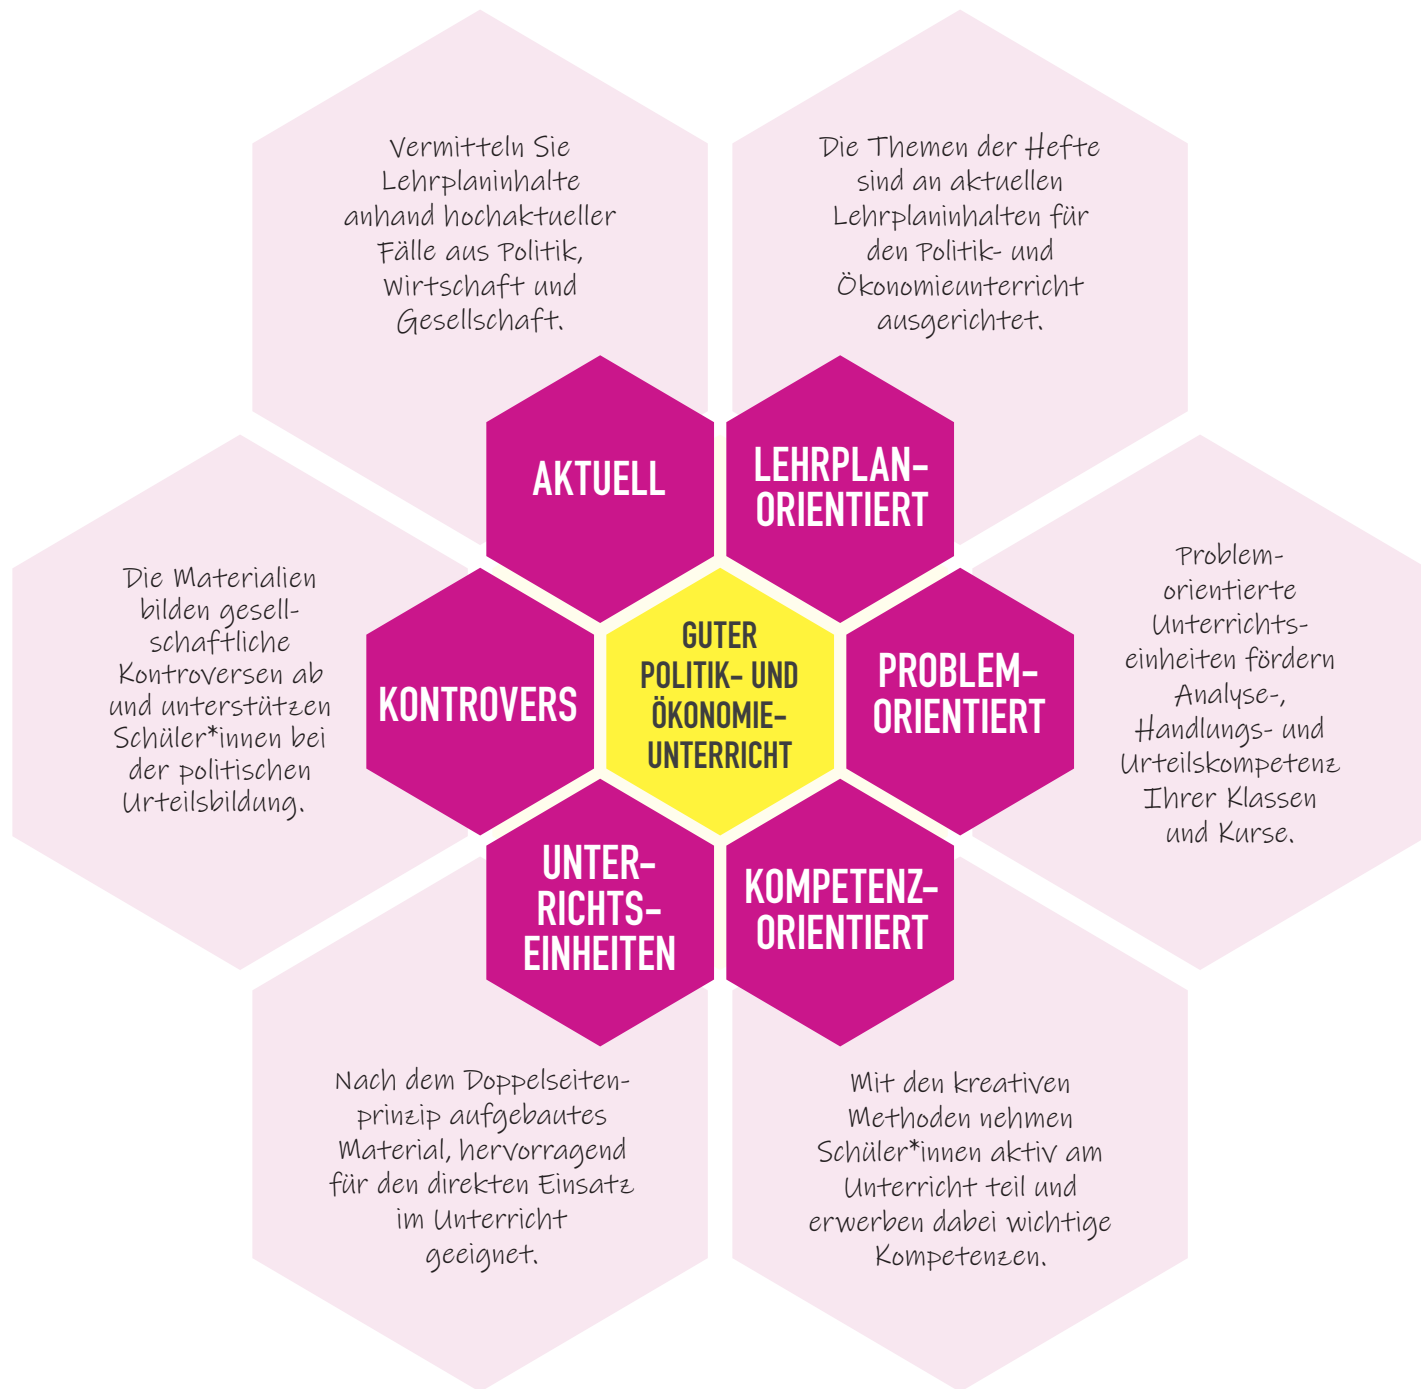 Vermitteln Sie
Lehrplaninhalte
anhand hochaktueller
Fälle aus Politik,
Wirtschaft und
Gesellschaft.
Die Themen der Hefte
sind an aktuellen
Lehrplaninhalten für
den Politik- und
Ökonomieunterricht
ausgerichtet.
AKTUELL
LEHRPLAN-
ORIENTIERT
Die Materialien
bilden gesell-
schaftliche
Kontroversen ab
und unterstützen
Schüler*innen bei
der politischen
Urteilsbildung.
KONTROVERS
GUTER
POLITIK- UND
ÖKONOMIE-
UNTERRICHT
PROBLEM-
ORIENTIERT
Problem-
orientierte
Unterrichts-
einheiten fördern
Analyse-,
Handlungs- und
Urteilskompetenz
Ihrer Klassen
und Kurse.
UNTER-
RICHTS-
EINHEITEN
KOMPETENZ-
ORIENTIERT
Nach dem Doppelseiten-
prinzip aufgebautes
Material, hervorragend
für den direkten Einsatz
im Unterricht
geeignet.
Mit den kreativen
Methoden nehmen
Schüler*innen aktiv am
Unterricht teil und
erwerben dabei wichtige
Kompetenzen.